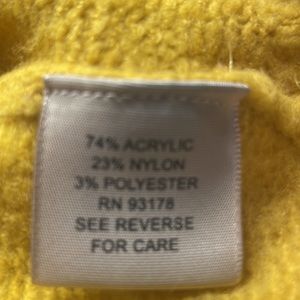 74% ACRYLIC
23% NYLON
3% POLYESTER
RN 93178
SEE REVERSE
FOR CARE